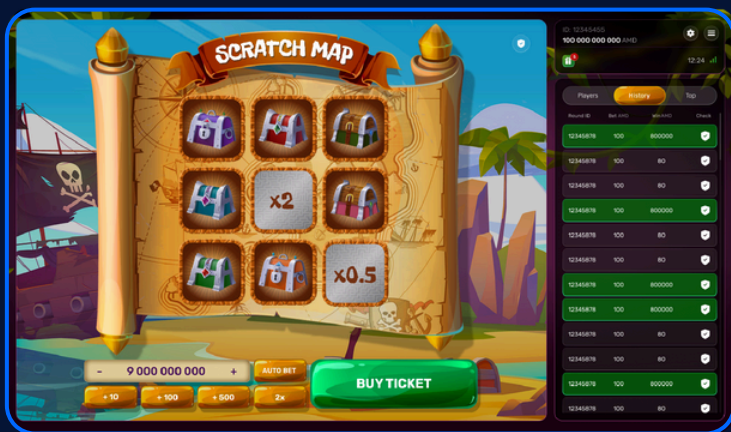 SCRATCH MAP
x2
x0.5
- 9 000 000 000 +
AUTO BET
+10 +100 +500 2x
BUY TICKET
ID: 12345455
100 000 000 000 AMD
12:24
Players History Top
Round ID Bet AMD Win AMD Check
12345878 100 800000
12345878 100 80
12345878 100 80
12345878 100 800000
12345878 100 80
12345878 100 80
12345878 100 800000
12345878 100 800000
12345878 100 80
12345878 100 80
12345878 100 800000
12345878 100 80